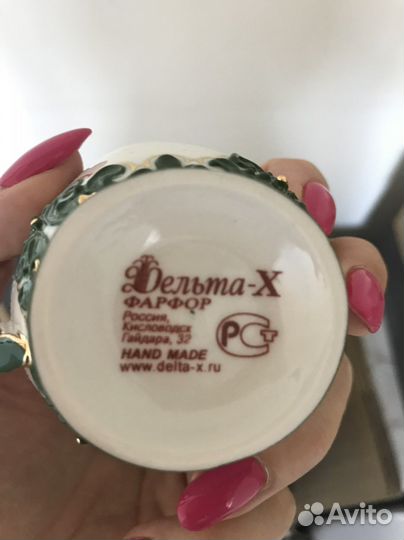 Дельта-Х
ФАРФОР
Россия,
Кисловодск
Гайдара, 32
HAND MADE
www.delta-x.ru
РСт
Avito